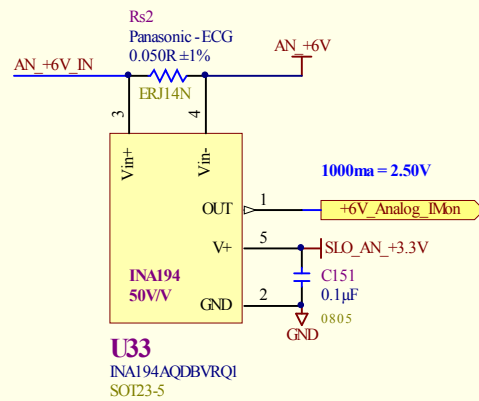 Rs2
Panasonic - ECG
0.050R ±1%
AN_+6V_IN
AN_+6V
ERJ14N
3
4
Vin+
Vin-
1000ma = 2.50V
OUT
1
+6V_Analog_IMon
V+
5
SLO_AN_+3.3V
INA194
50V/V
C151
0.1µF
GND
2
0805
GND
U33
INA194AQDBVRQ1
SOT23-5